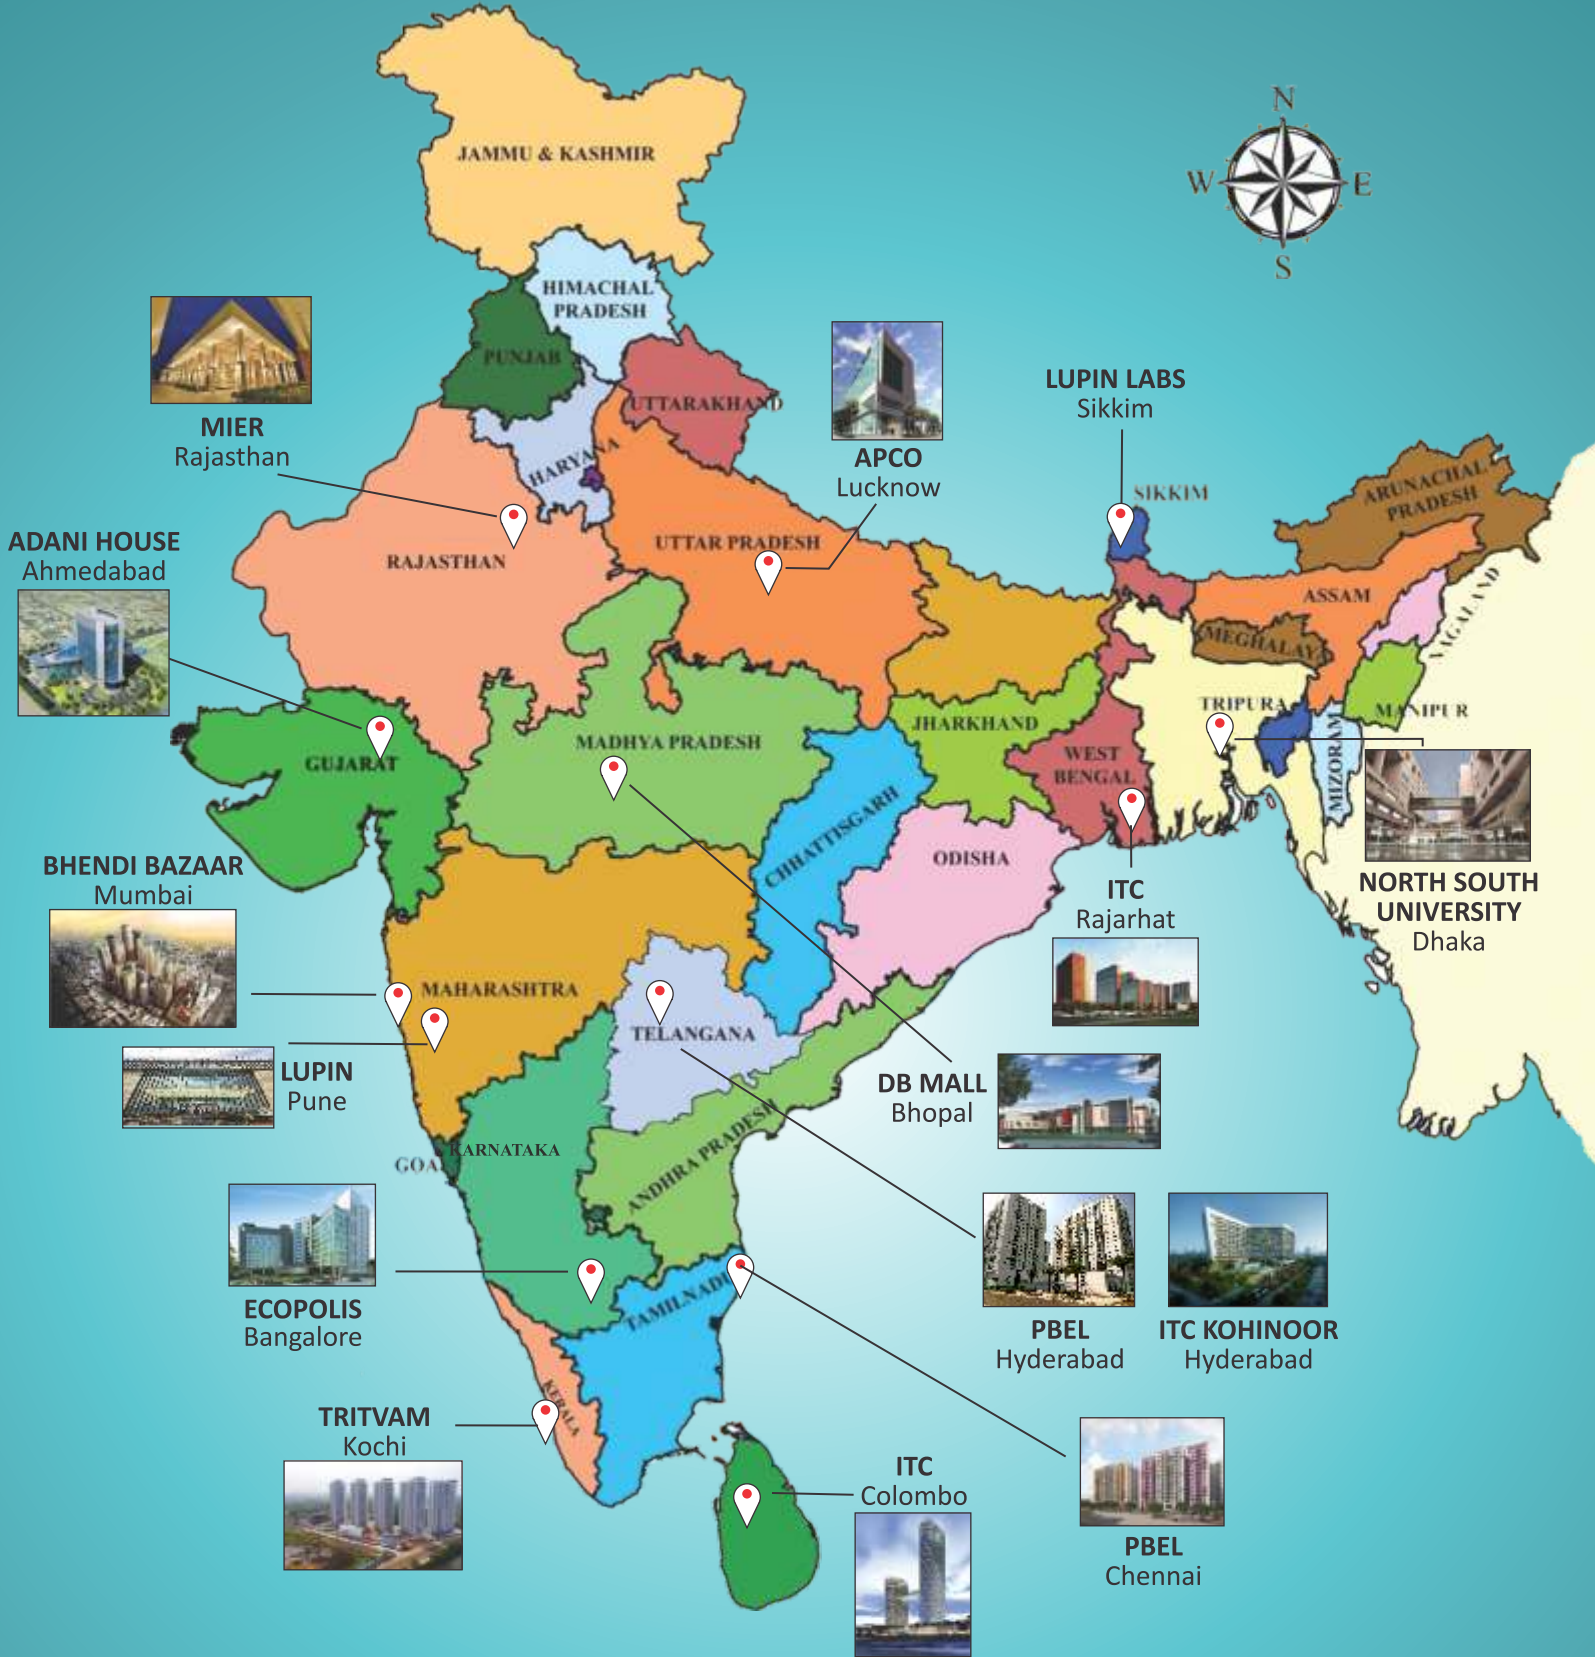 N
W
E
S
JAMMU & KASHMIR
HIMACHAL
PRADESH
PUNJAB
UTTARAKHAND
HARYANA
MIER
Rajasthan
APCO
Lucknow
LUPIN LABS
Sikkim
SIKKIM
ARUNACHAL
PRADESH
ADANI HOUSE
Ahmedabad
RAJASTHAN
UTTAR PRADESH
ASSAM
NAGALAND
MEGHALAYA
TRIPURA
MANIPUR
MIZORAM
GUJARAT
MADHYA PRADESH
JHARKHAND
WEST
BENGAL
CHHATTISGARH
ODISHA
BHENDI BAZAAR
Mumbai
ITC
Rajarhat
NORTH SOUTH
UNIVERSITY
Dhaka
MAHARASHTRA
TELANGANA
LUPIN
Pune
DB MALL
Bhopal
GOA
KARNATAKA
ANDHRA PRADESH
ECOPOLIS
Bangalore
TAMILNADU
PBEL
Hyderabad
ITC KOHINOOR
Hyderabad
KERALA
TRITVAM
Kochi
ITC
Colombo
PBEL
Chennai